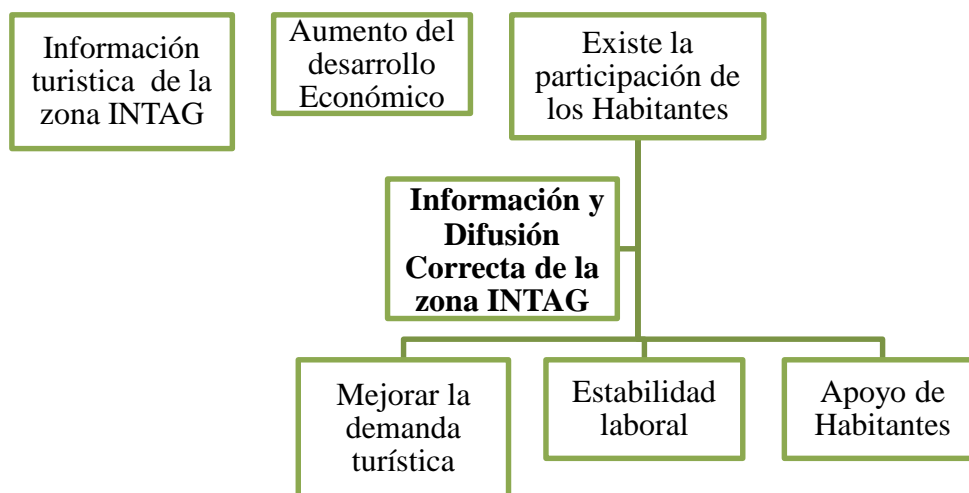 Información
turistica de la
zona INTAG
Aumento del
desarrollo
Económico
Existe la
participación de
los Habitantes
Información y
Difusión
Correcta de la
zona INTAG
Mejorar la
demanda
turística
Estabilidad
laboral
Apoyo de
Habitantes